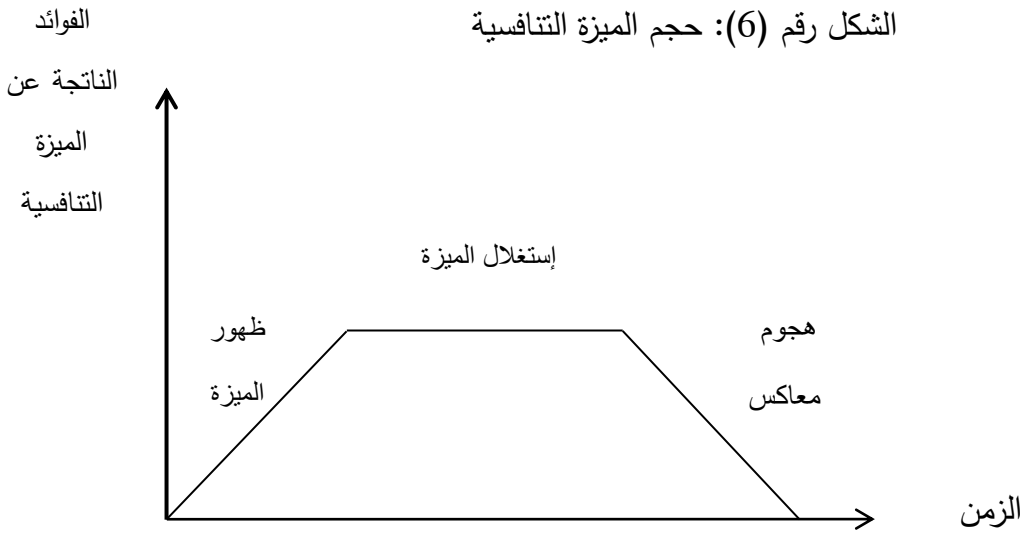 الشكل رقم (6): حجم الميزة التنافسية
الفوائد
الناتجة عن
الميزة
التنافسية
إستغلال الميزة
ظهور
الميزة
هجوم
معاكس
الزمن